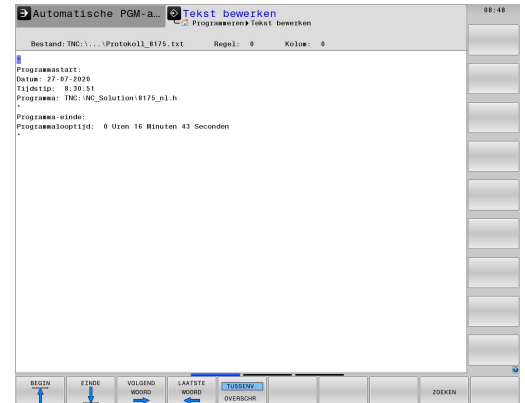 Automatische PGM-a…
Tekst bewerken
Programmeren▸Tekst bewerken
08:48
Bestand:TNC:\...\Protokoll_8175.txt Regel: 0 Kolom: 0
*
Programmastart:
Datum: 27-07-2020
Tijdstip: 8:30:51
Programma: TNC:\NC_Solution\8175_nl.h
*
Programma-einde:
Programmalooptijd: 0 Uren 16 Minuten 43 Seconden
*
BEGIN
EINDE
VOLGEND
WOORD
LAATSTE
WOORD
TUSSENV.
OVERSCHR.
ZOEKEN